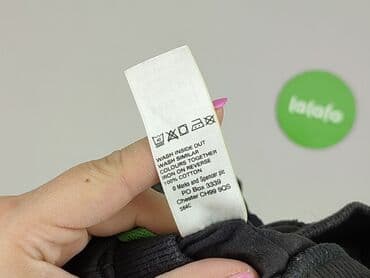 WASH INSIDE OUT
WASH SIMILAR
COLOURS TOGETHER
IRON ON REVERSE
100% COTTON
© Marks and Spencer plc
PO Box 3339
Chester CH99 9QS
lalafo